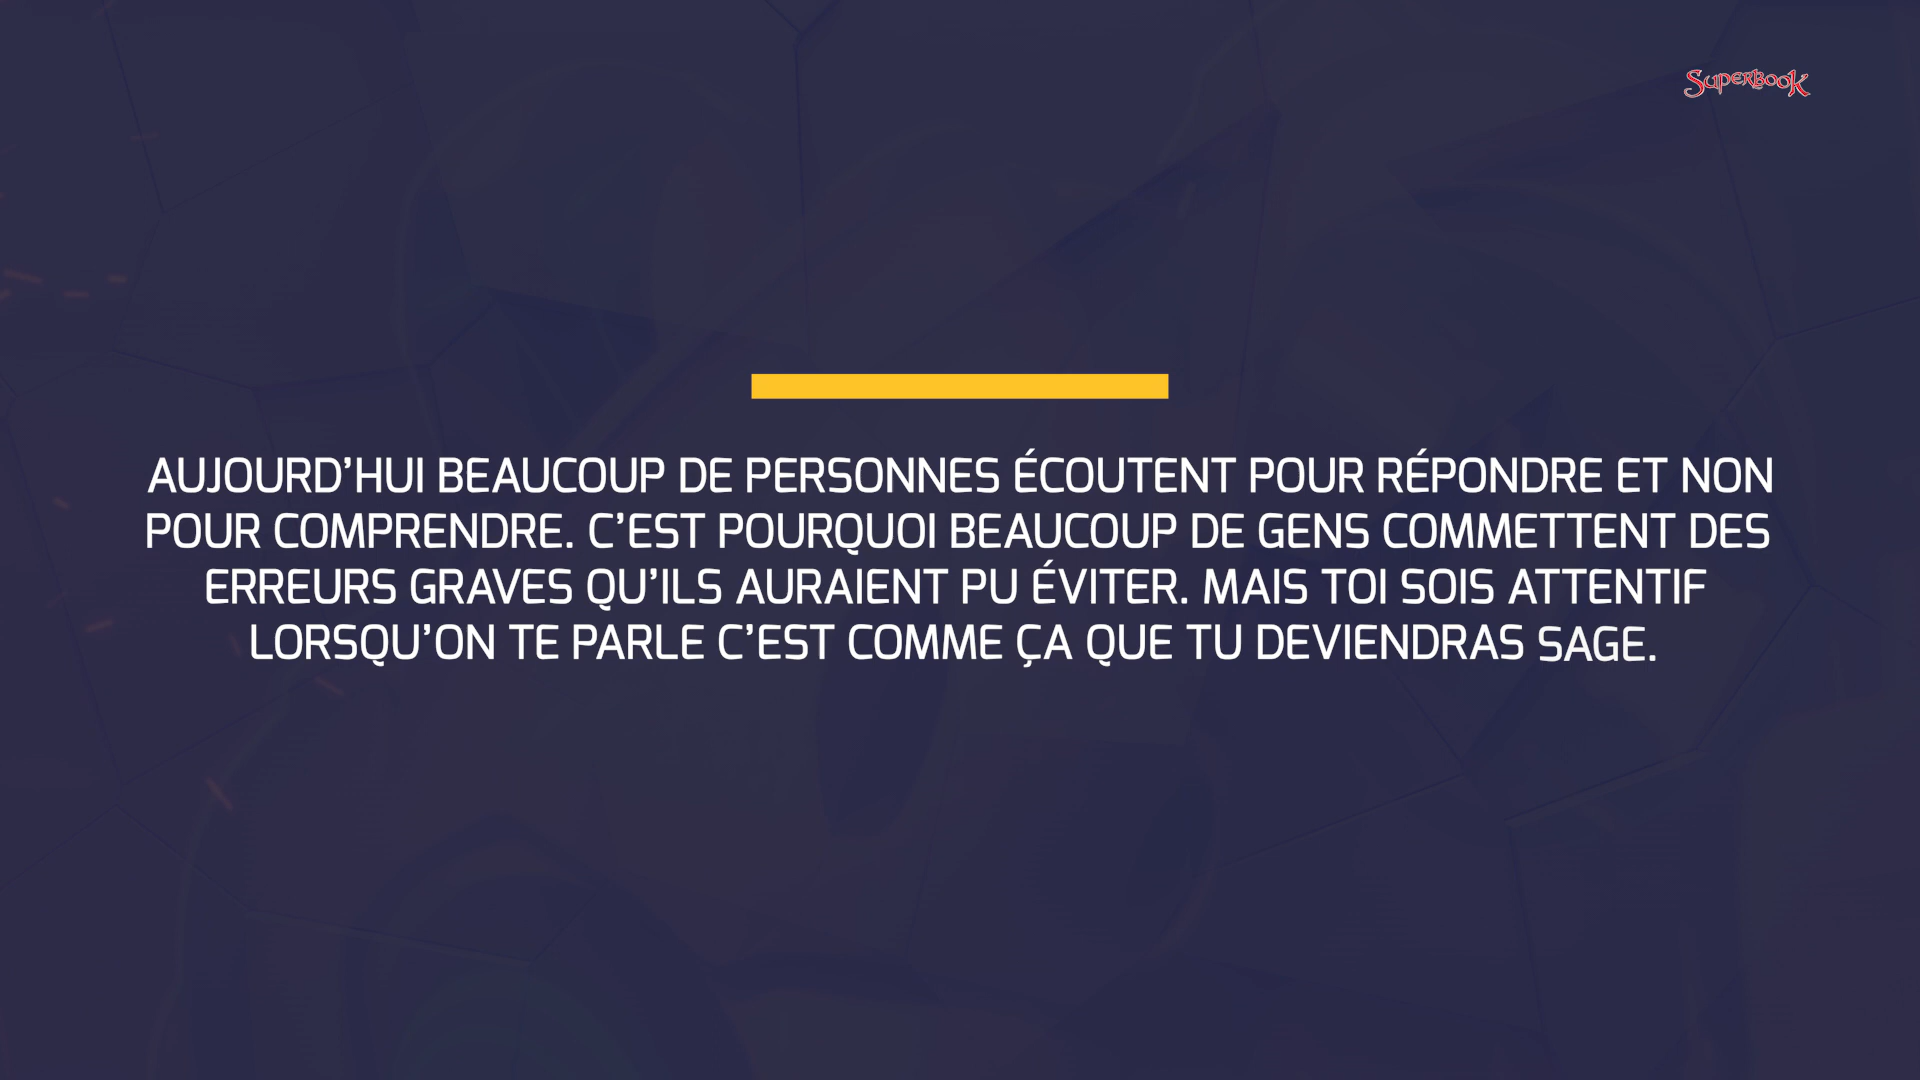 SUPERBOOK
AUJOURD’HUI BEAUCOUP DE PERSONNES ÉCOUTENT POUR RÉPONDRE ET NON
POUR COMPRENDRE. C’EST POURQUOI BEAUCOUP DE GENS COMMETTENT DES
ERREURS GRAVES QU’ILS AURAIENT PU ÉVITER. MAIS TOI SOIS ATTENTIF
LORSQU’ON TE PARLE C’EST COMME ÇA QUE TU DEVIENDRAS SAGE.